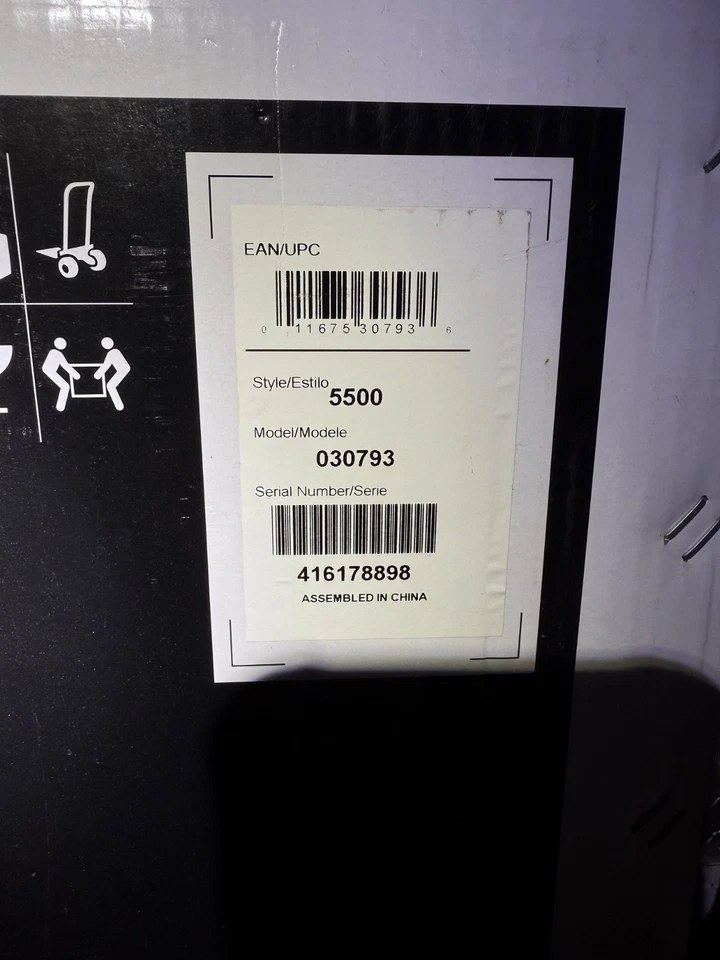 EAN/UPC
0 11675 30793 6
Style/Estilo
5500
Model/Modele
030793
Serial Number/Serie
416178898
ASSEMBLED IN CHINA